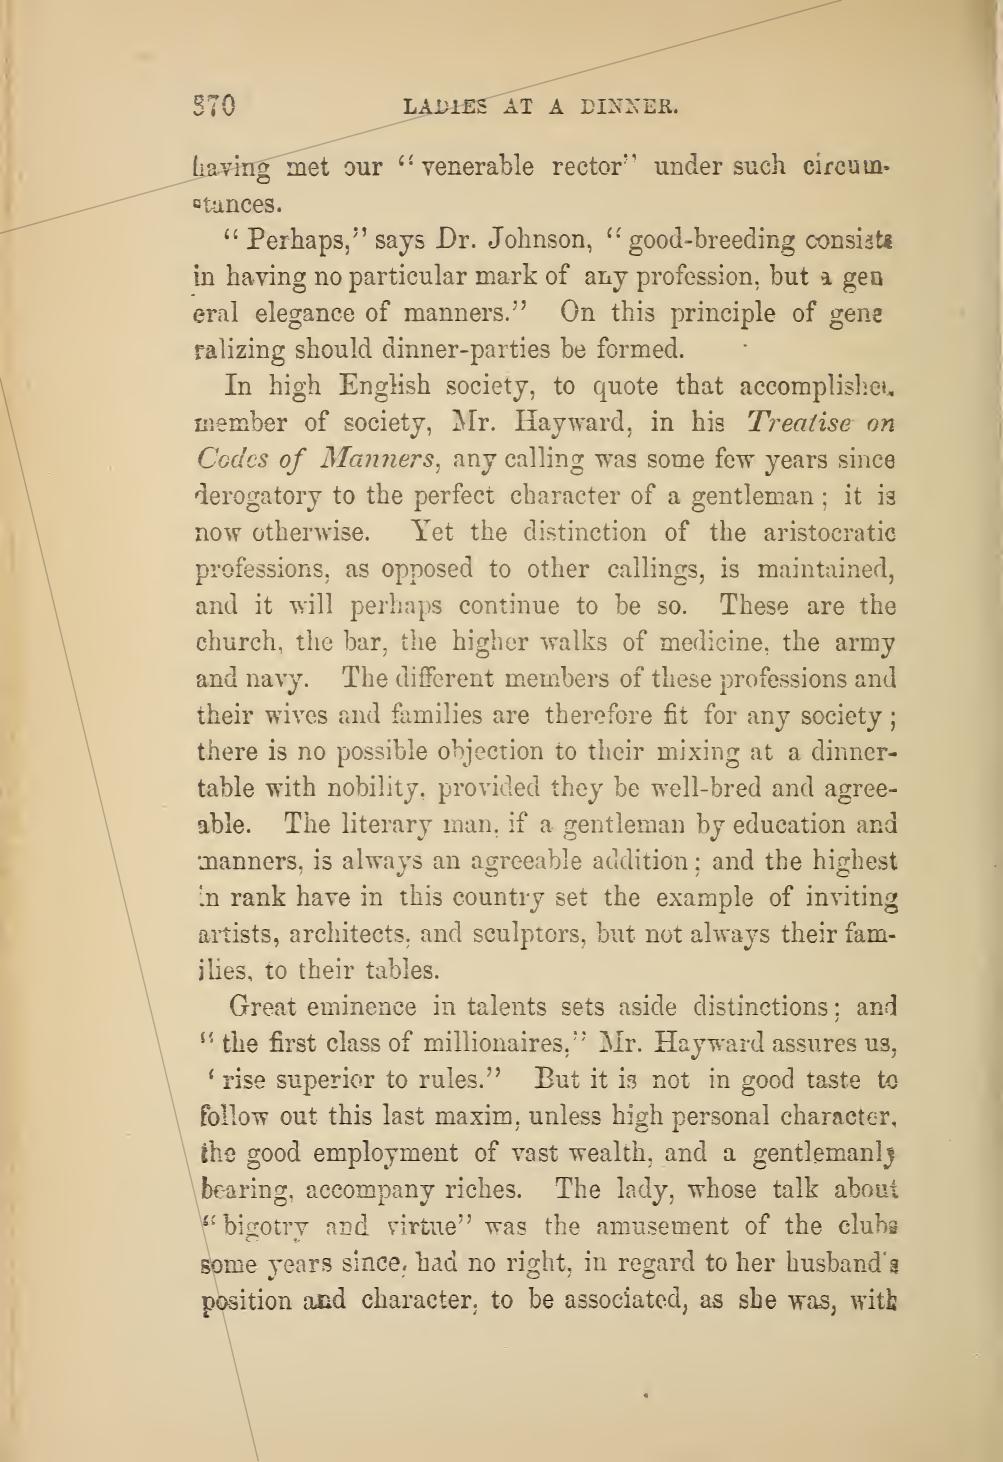 370 LADIES AT A DINNER.
having met our “venerable rector” under such circum-
stances.
“Perhaps,” says Dr. Johnson, “good-breeding consists
in having no particular mark of any profession, but a gen
eral elegance of manners.” On this principle of gene
ralizing should dinner-parties be formed.
In high English society, to quote that accomplished
member of society, Mr. Hayward, in his Treatise on
Codes of Manners, any calling was some few years since
derogatory to the perfect character of a gentleman; it is
now otherwise. Yet the distinction of the aristocratic
professions, as opposed to other callings, is maintained,
and it will perhaps continue to be so. These are the
church, the bar, the higher walks of medicine, the army
and navy. The different members of these professions and
their wives and families are therefore fit for any society;
there is no possible objection to their mixing at a dinner-
table with nobility, provided they be well-bred and agree-
able. The literary man, if a gentleman by education and
manners, is always an agreeable addition; and the highest
in rank have in this country set the example of inviting
artists, architects, and sculptors, but not always their fam-
ilies, to their tables.
Great eminence in talents sets aside distinctions; and
“the first class of millionaires,” Mr. Hayward assures us,
‘rise superior to rules.” But it is not in good taste to
follow out this last maxim, unless high personal character,
the good employment of vast wealth, and a gentlemanly
bearing, accompany riches. The lady, whose talk about
“bigotry and virtue” was the amusement of the clubs
some years since, had no right, in regard to her husband's
position and character, to be associated, as she was, with